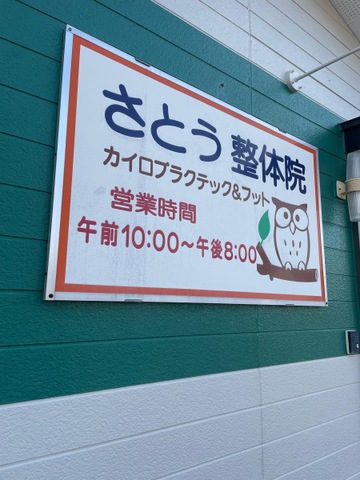 さとう 整体院
カイロプラクテック&フット
営業時間
午前10:00～午後8:00